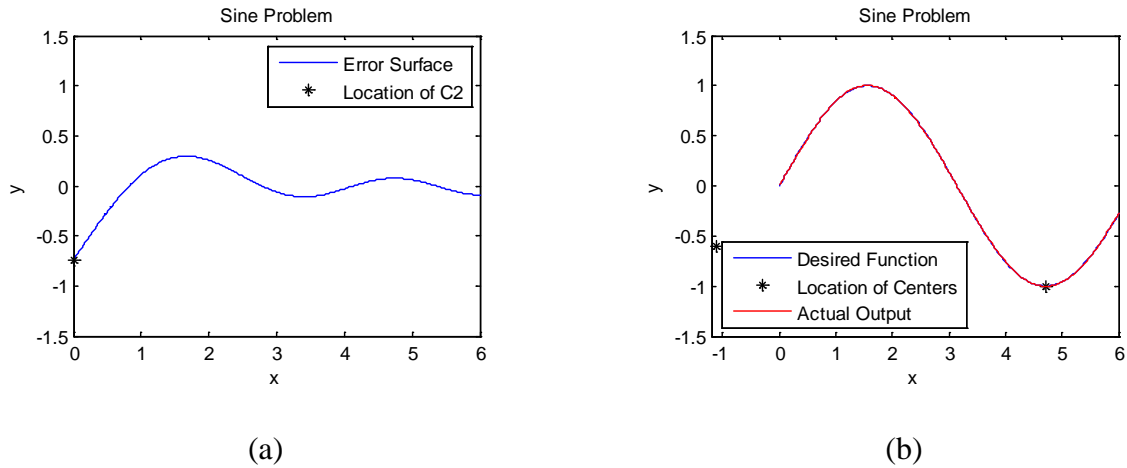 Sine Problem
1.5
1
0.5
0
-0.5
-1
-1.5
y
0 1 2 3 4 5 6
x
Error Surface
Location of C2
(a)
Sine Problem
1.5
1
0.5
0
-0.5
-1
-1.5
y
-1 0 1 2 3 4 5 6
x
Desired Function
Location of Centers
Actual Output
(b)